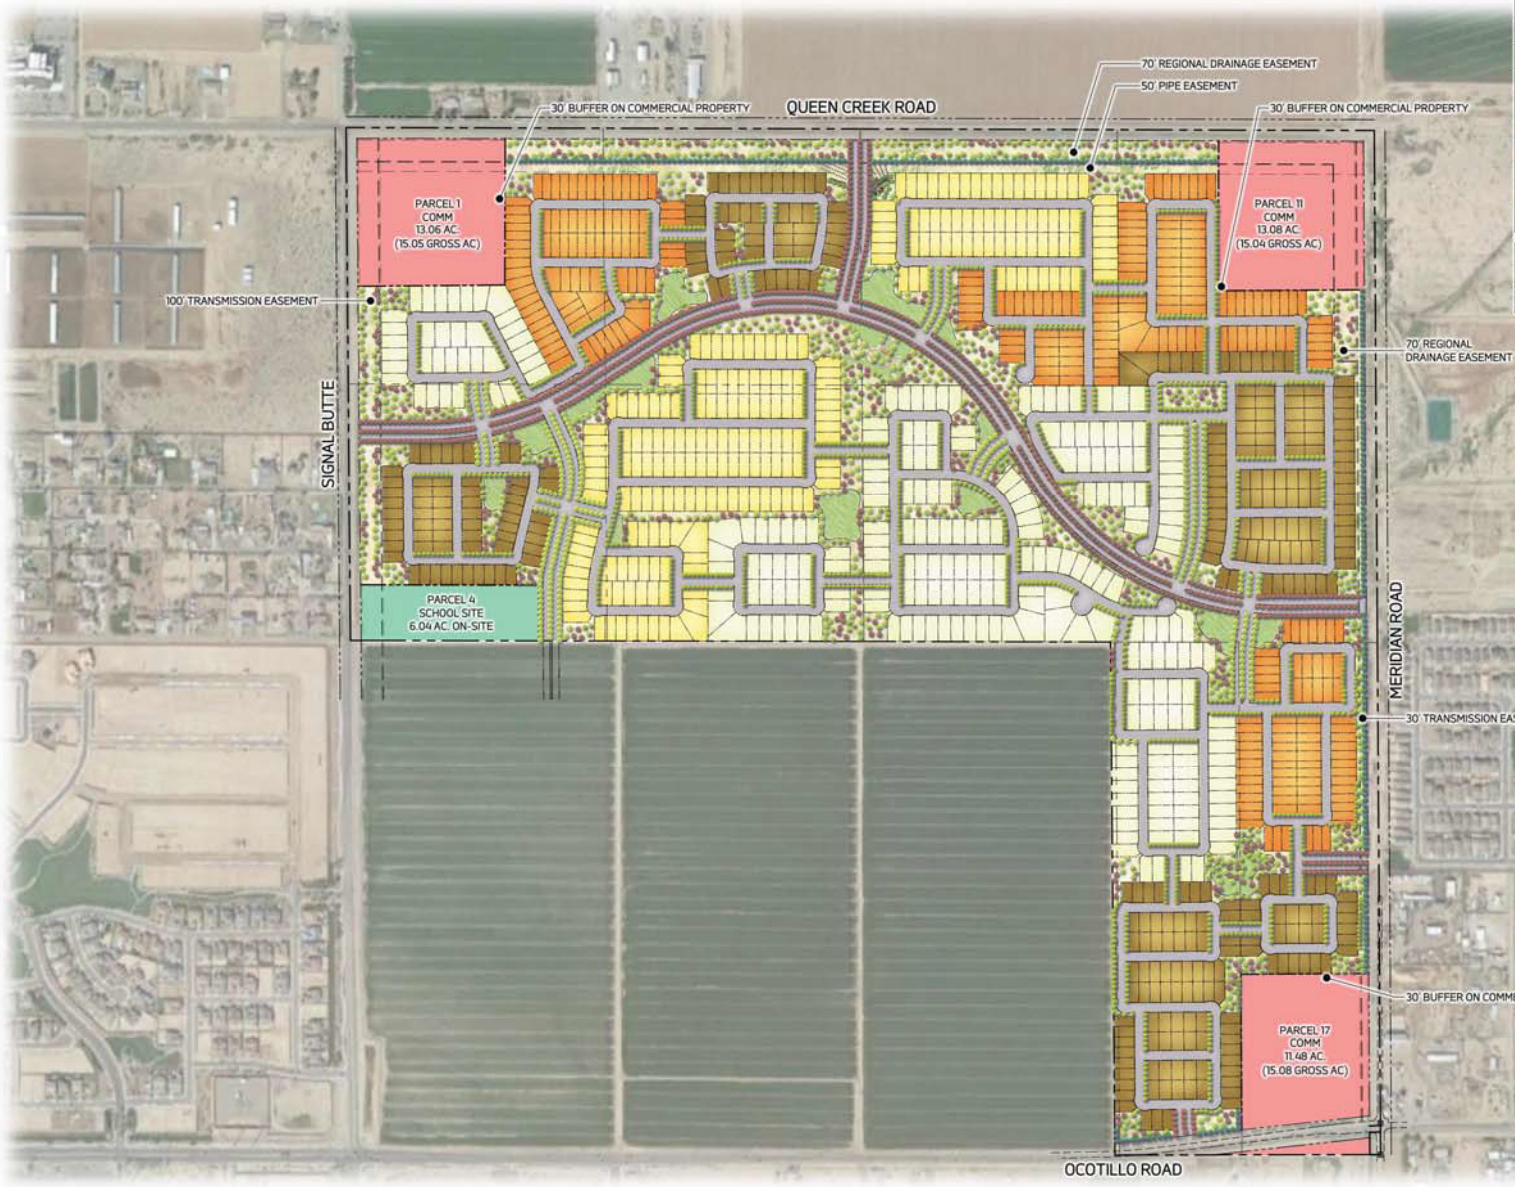 70' REGIONAL DRAINAGE EASEMENT
50' PIPE EASEMENT
30' BUFFER ON COMMERCIAL PROPERTY
QUEEN CREEK ROAD
30' BUFFER ON COMMERCIAL PROPERTY
PARCEL 1
COMM
13.06 AC.
(15.05 GROSS AC)
PARCEL 11
COMM
13.08 AC.
(15.04 GROSS AC)
100' TRANSMISSION EASEMENT
70' REGIONAL
DRAINAGE EASEMENT
SIGNAL BUTTE
PARCEL 4
SCHOOL SITE
6.04 AC. ON-SITE
MERIDIAN ROAD
30' TRANSMISSION EAS
30' BUFFER ON COMME
PARCEL 17
COMM
11.48 AC.
(15.08 GROSS AC)
OCOTILLO ROAD